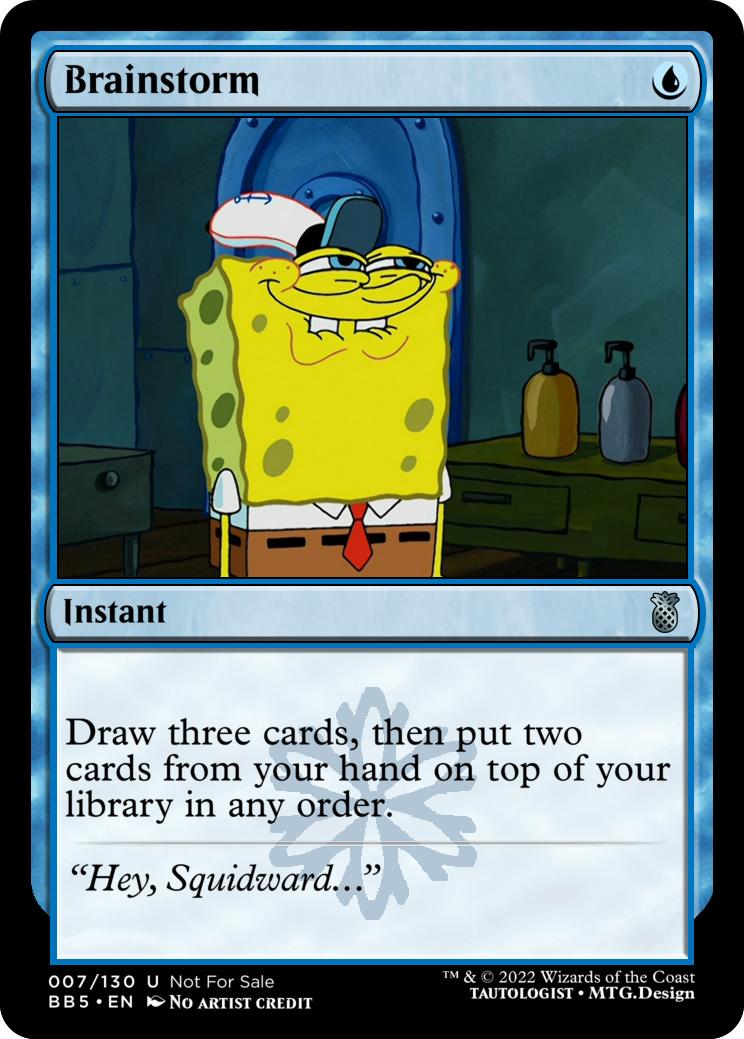 Brainstorm
Instant
Draw three cards, then put two
cards from your hand on top of your
library in any order.
“Hey, Squidward...”
007/130 U Not For Sale
BB5 • EN No artist credit
™ & © 2022 Wizards of the Coast
TAUTOLOGIST • MTG.Design